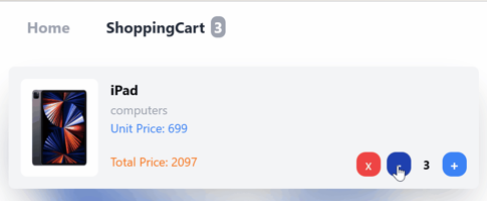 Home ShoppingCart 3
iPad
computers
Unit Price: 699
Total Price: 2097
x 3 +